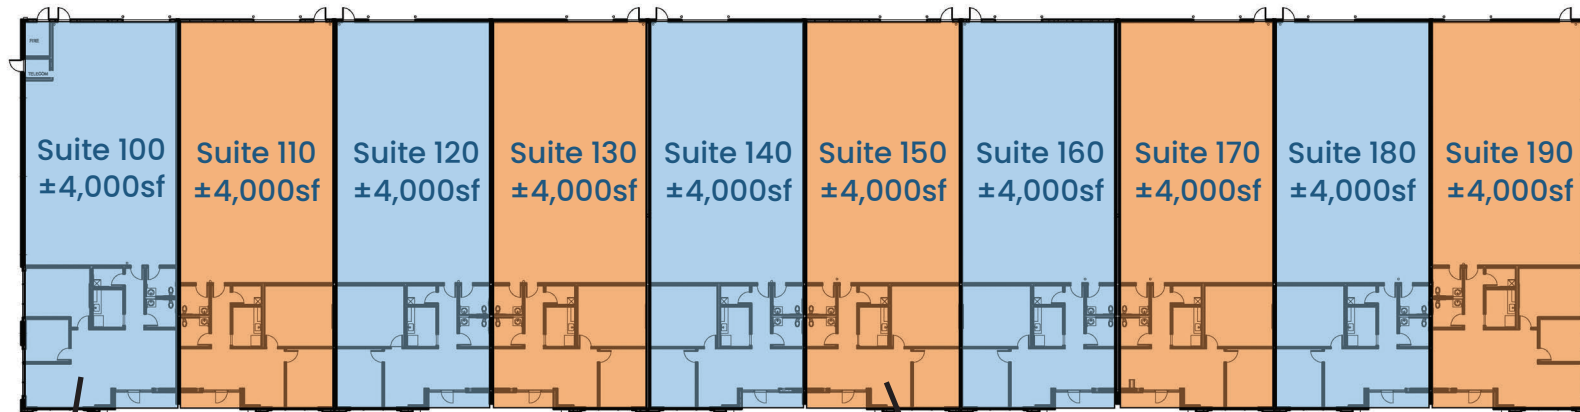 FIRE
TELECOM
Suite 100
±4,000sf
Suite 110
±4,000sf
Suite 120
±4,000sf
Suite 130
±4,000sf
Suite 140
±4,000sf
Suite 150
±4,000sf
Suite 160
±4,000sf
Suite 170
±4,000sf
Suite 180
±4,000sf
Suite 190
±4,000sf